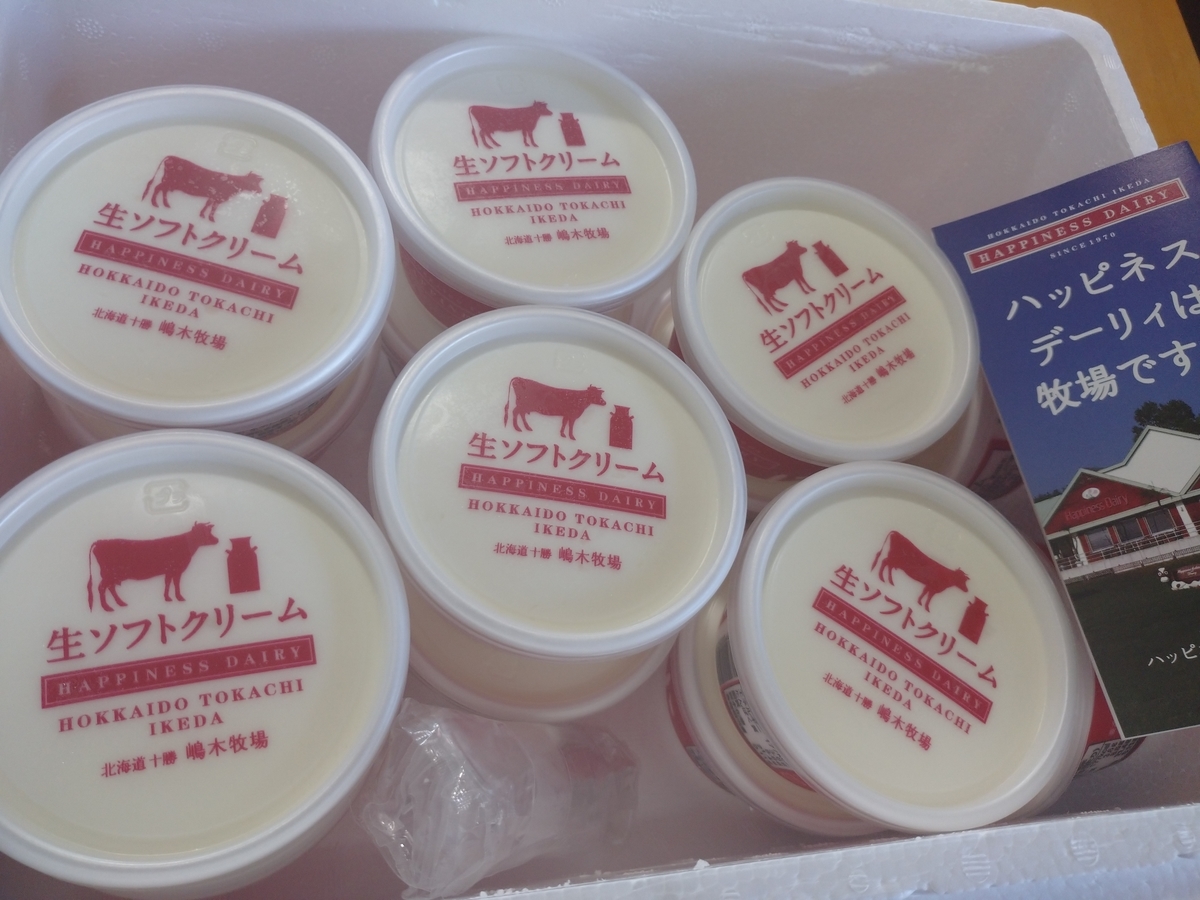 生ソフトクリーム
HAPPINESS DAIRY
HOKKAIDO TOKACHI
IKEDA
北海道十勝 嶋木牧場
生ソフトクリーム
HAPPINESS DAIRY
HOKKAIDO TOKACHI
IKEDA
北海道十勝 嶋木牧場
生ソフトクリーム
HAPPINESS DAIRY
HOKKAIDO TOKACHI
IKEDA
北海道十勝 嶋木牧場
生ソフトクリーム
HAPPINESS DAIRY
HOKKAIDO TOKACHI
IKEDA
北海道十勝 嶋木牧場
生ソフトクリーム
HAPPINESS DAIRY
HOKKAIDO TOKACHI
IKEDA
北海道十勝 嶋木牧場
生ソフトクリーム
HAPPINESS DAIRY
HOKKAIDO TOKACHI
IKEDA
北海道十勝 嶋木牧場
HOKKAIDO TOKACHI IKEDA
HAPPINESS DAIRY
SINCE 1970
ハッピネス
デーリィは
牧場です
Happiness Dairy
ハッピ